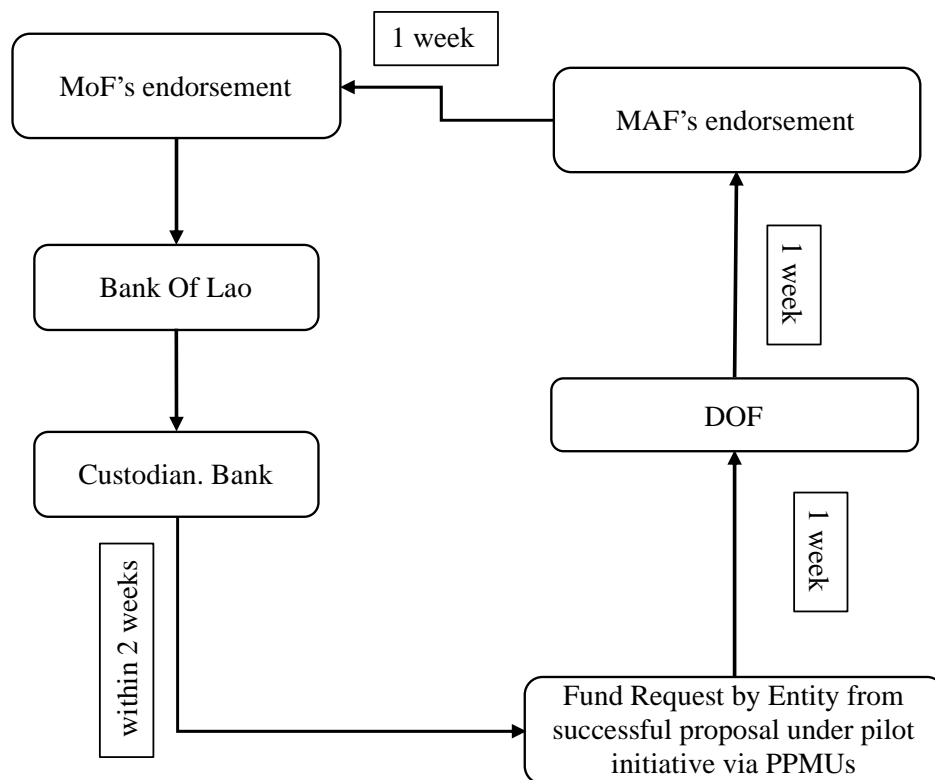 1 week
MoF’s endorsement
MAF’s endorsement
1 week
Bank Of Lao
DOF
Custodian. Bank
1 week
within 2 weeks
Fund Request by Entity from
successful proposal under pilot
initiative via PPMUs